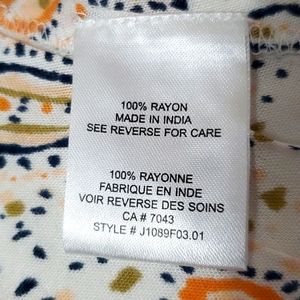 100% RAYON
MADE IN INDIA
SEE REVERSE FOR CARE
100% RAYONNE
FABRIQUE EN INDE
VOIR REVERSE DES SOINS
CA # 7043
STYLE # J1089F03.01